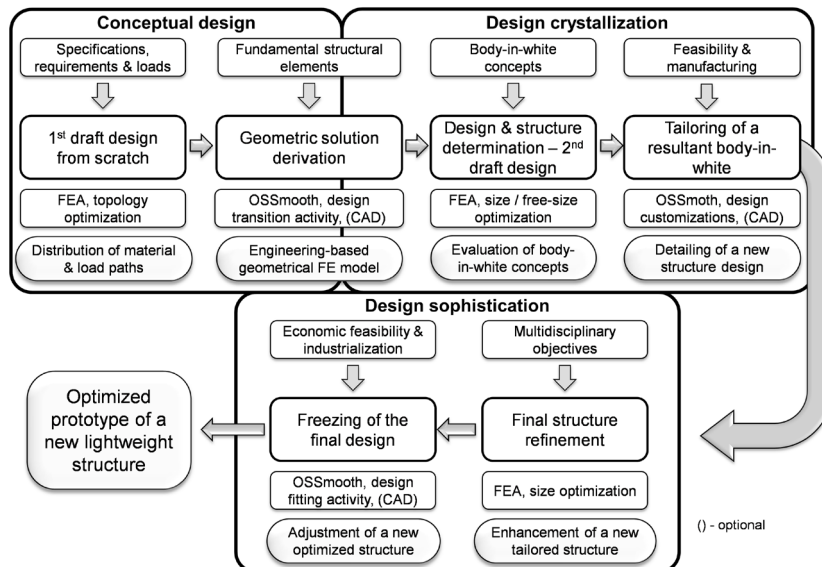 Conceptual design
Specifications,
requirements & loads
Fundamental structural
elements
1st draft design
from scratch
Geometric solution
derivation
FEA, topology
optimization
OSSmooth, design
transition activity, (CAD)
Distribution of material
& load paths
Engineering-based
geometrical FE model
Design crystallization
Body-in-white
concepts
Feasibility &
manufacturing
Design & structure
determination – 2nd
draft design
Tailoring of a
resultant body-in-
white
FEA, size / free-size
optimization
OSSmoth, design
customizations, (CAD)
Evaluation of body-
in-white concepts
Detailing of a new
structure design
Design sophistication
Economic feasibility &
industrialization
Multidisciplinary
objectives
Optimized
prototype of a
new lightweight
structure
Freezing of the
final design
Final structure
refinement
OSSmooth, design
fitting activity, (CAD)
FEA, size optimization
Adjustment of a new
optimized structure
Enhancement of a new
tailored structure
() - optional